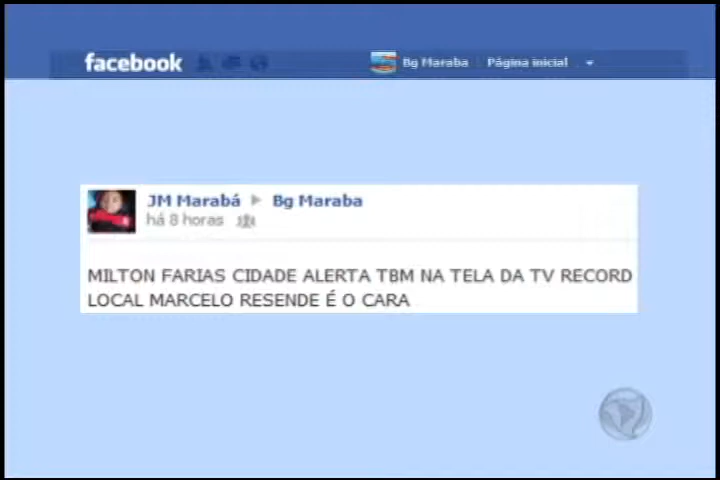 facebook Bg Maraba Página inicial
JM Marabá Bg Maraba
há 8 horas
MILTON FARIAS CIDADE ALERTA TBM NA TELA DA TV RECORD
LOCAL MARCELO RESENDE É O CARA